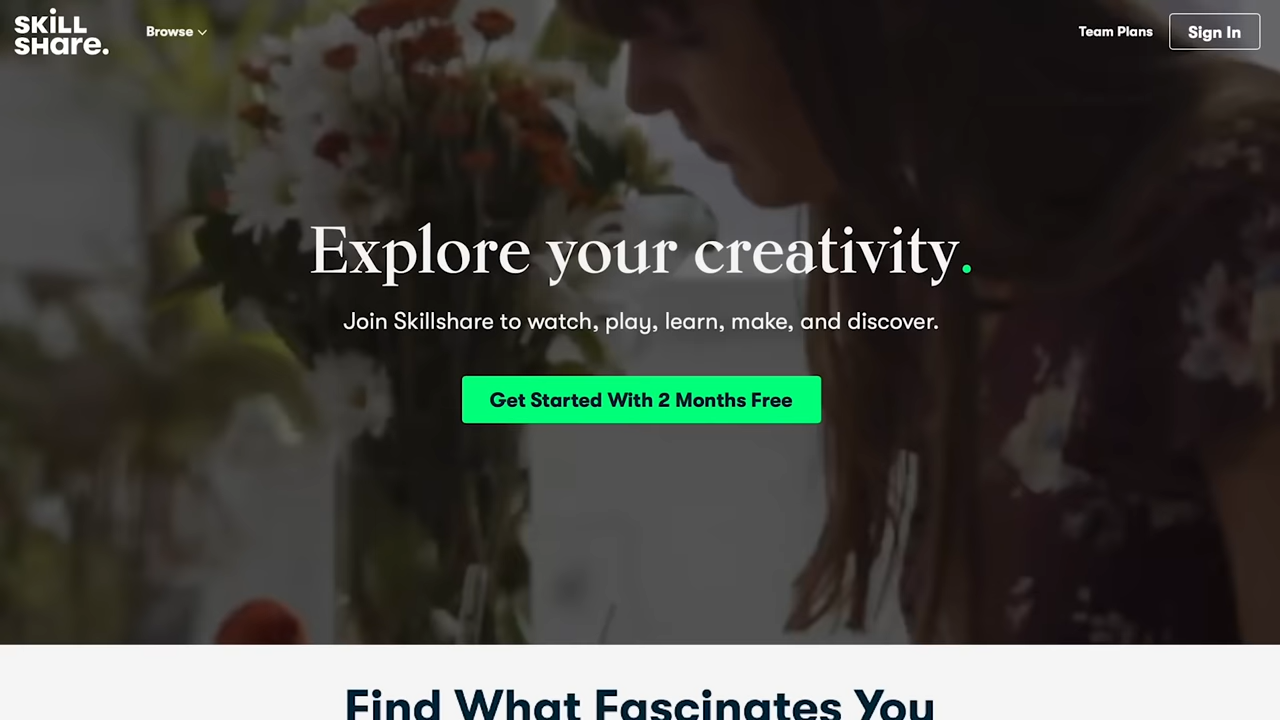 SKiLL
SHare.
Browse
Team Plans
Sign In
Explore your creativity.
Join Skillshare to watch, play, learn, make, and discover.
Get Started With 2 Months Free
Find What Fascinates You